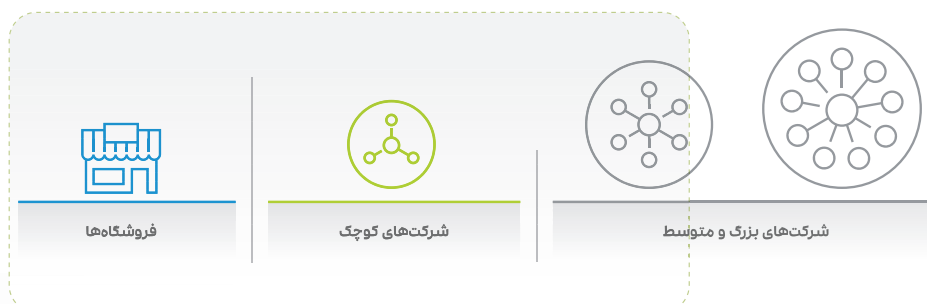 شرکت‌های بزرگ و متوسط
شرکت‌های کوچک
فروشگاه‌ها